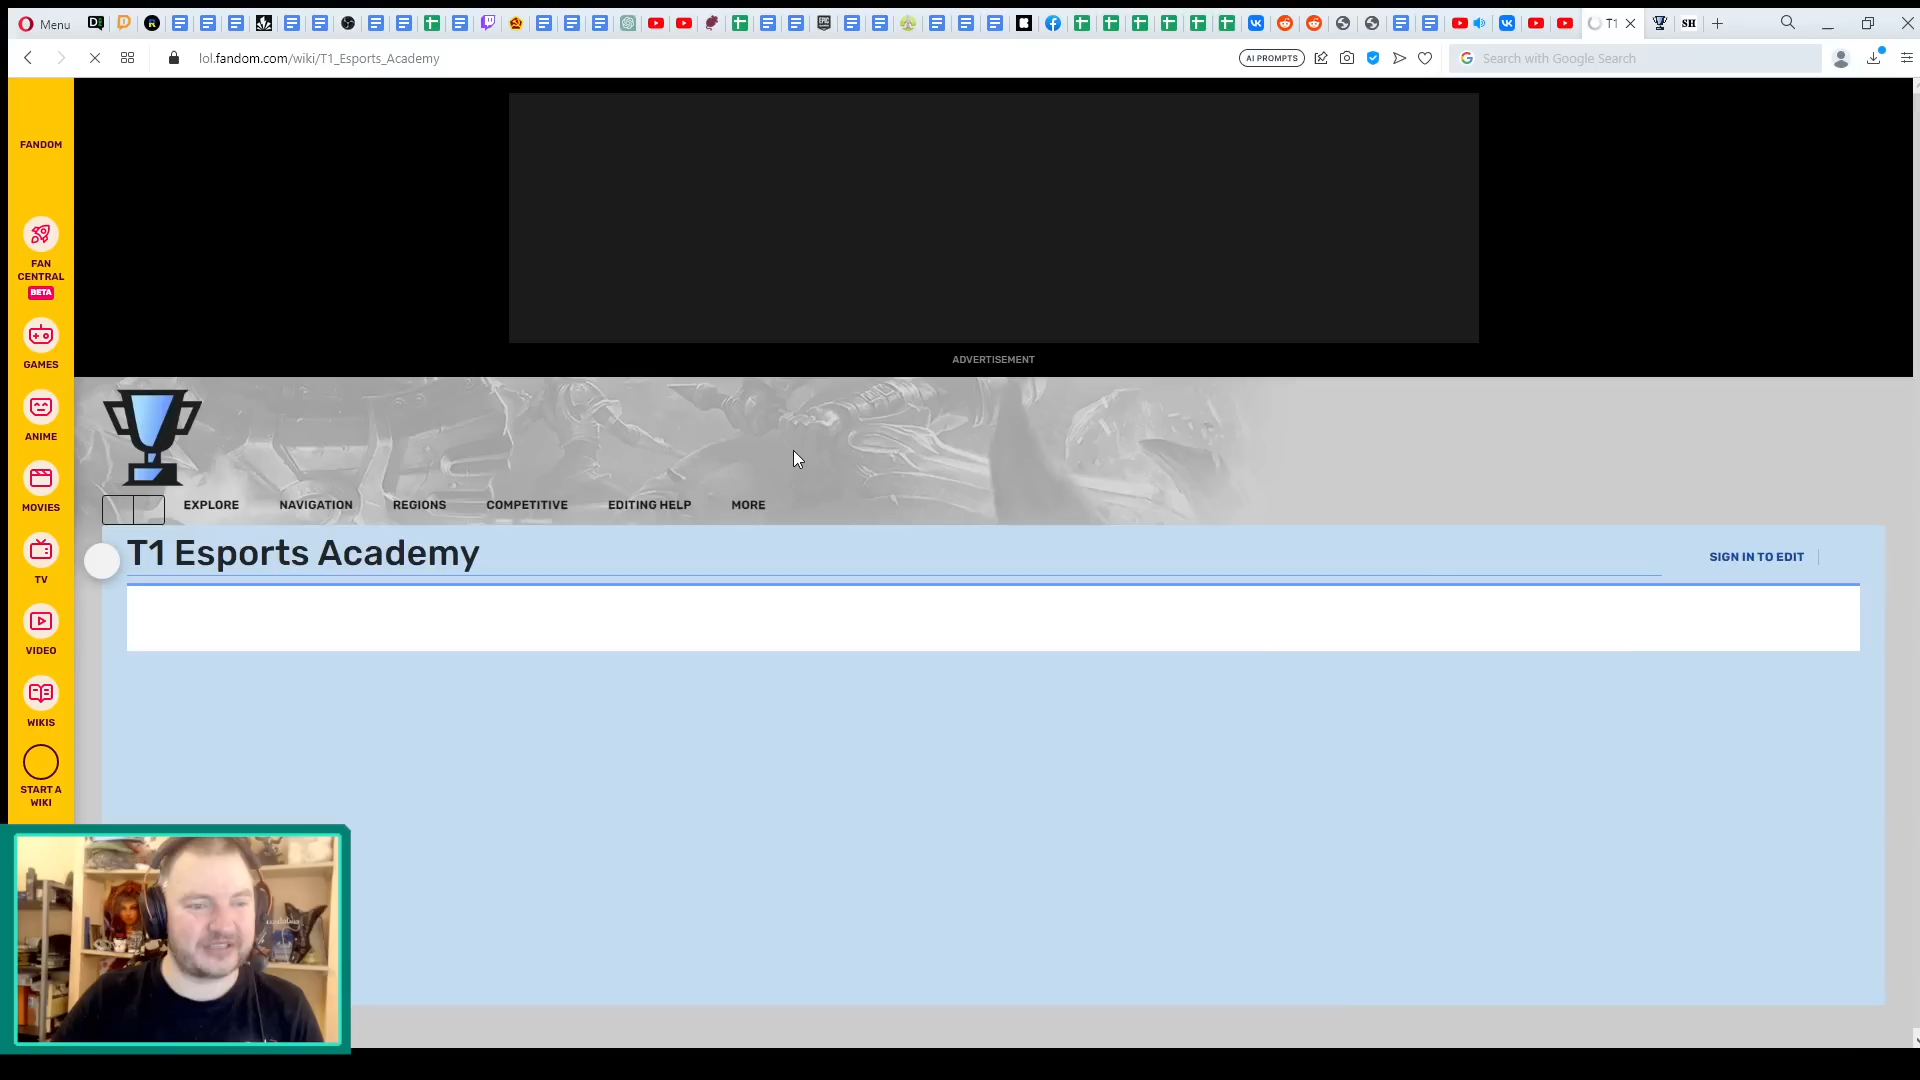 Menu
T1
SH
lol.fandom.com/wiki/T1_Esports_Academy
AI PROMPTS
Search with Google Search
FANDOM
FAN
CENTRAL
BETA
GAMES
ANIME
MOVIES
TV
VIDEO
WIKIS
START A
WIKI
ADVERTISEMENT
EXPLORE
NAVIGATION
REGIONS
COMPETITIVE
EDITING HELP
MORE
T1 Esports Academy
SIGN IN TO EDIT